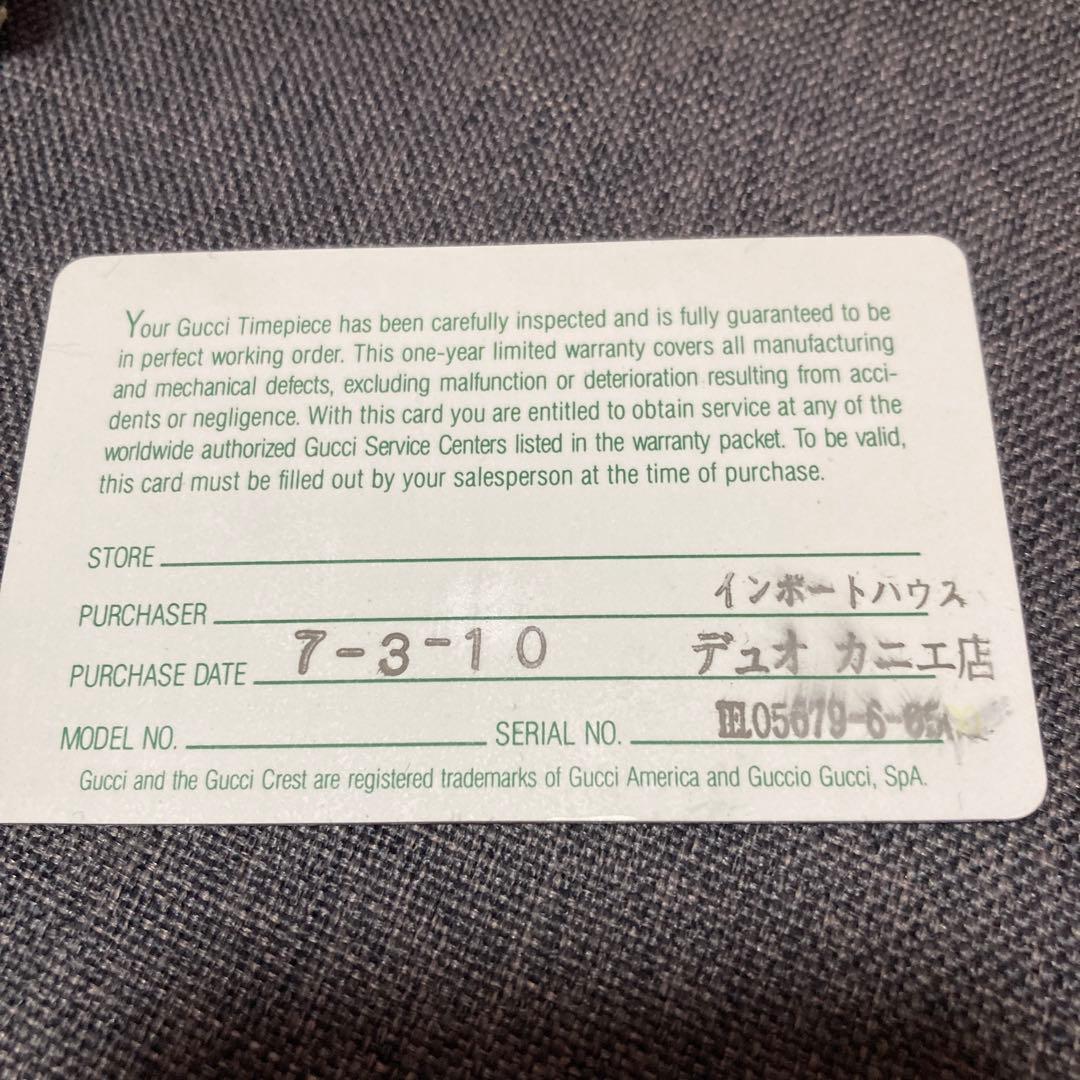 Your Gucci Timepiece has been carefully inspected and is fully guaranteed to be
in perfect working order. This one-year limited warranty covers all manufacturing
and mechanical defects, excluding malfunction or deterioration resulting from acci-
dents or negligence. With this card you are entitled to obtain service at any of the
worldwide authorized Gucci Service Centers listed in the warranty packet. To be valid,
this card must be filled out by your salesperson at the time of purchase.
STORE
インポートハウス
PURCHASER
PURCHASE DATE 7-3-10 デュオ カニエ店
MODEL NO. SERIAL NO.
Gucci and the Gucci Crest are registered trademarks of Gucci America and Guccio Gucci, SpA.